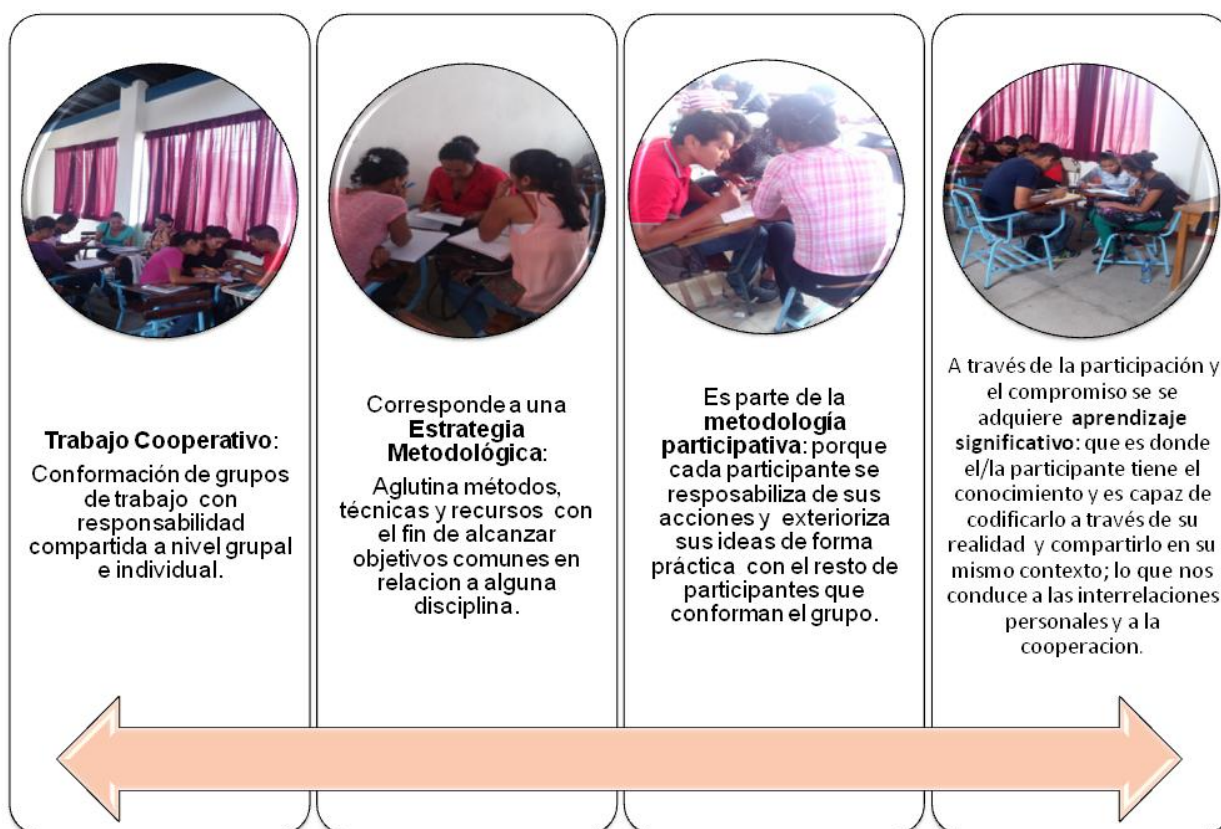 Trabajo Cooperativo:
Conformación de grupos
de trabajo con
responsabilidad
compartida a nivel grupal
e individual.
Corresponde a una
Estrategia
Metodológica:
Aglutina métodos,
técnicas y recursos con
el fin de alcanzar
objetivos comunes en
relacion a alguna
disciplina.
Es parte de la
metodología
participativa: porque
cada participante se
resposabiliza de sus
acciones y exterioriza
sus ideas de forma
práctica con el resto de
participantes que
conforman el grupo.
A través de la participación y
el compromiso se se
adquiere aprendizaje
significativo: que es donde
el/la participante tiene el
conocimiento y es capaz de
codificarlo a través de su
realidad y compartirlo en su
mismo contexto; lo que nos
conduce a las interrelaciones
personales y a la
cooperacion.